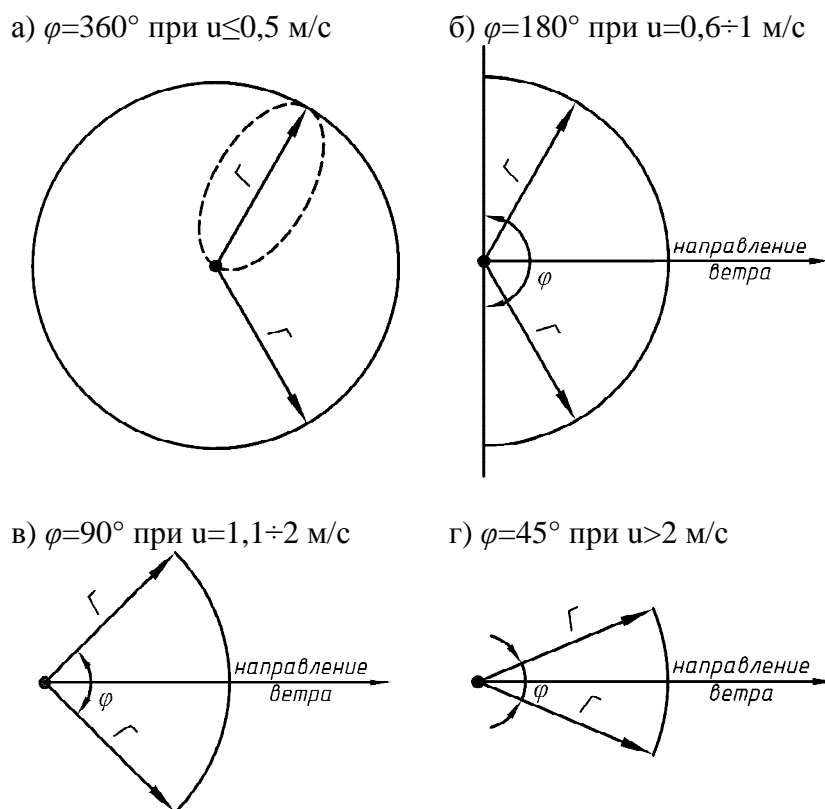 а) φ=360° при u≤0,5 м/с
б) φ=180° при u=0,6÷1 м/с
Г
Г
Г
Г
φ
направление
ветра
в) φ=90° при u=1,1÷2 м/с
г) φ=45° при u>2 м/с
Г
Г
φ
направление
ветра
Г
Г
φ
направление
ветра